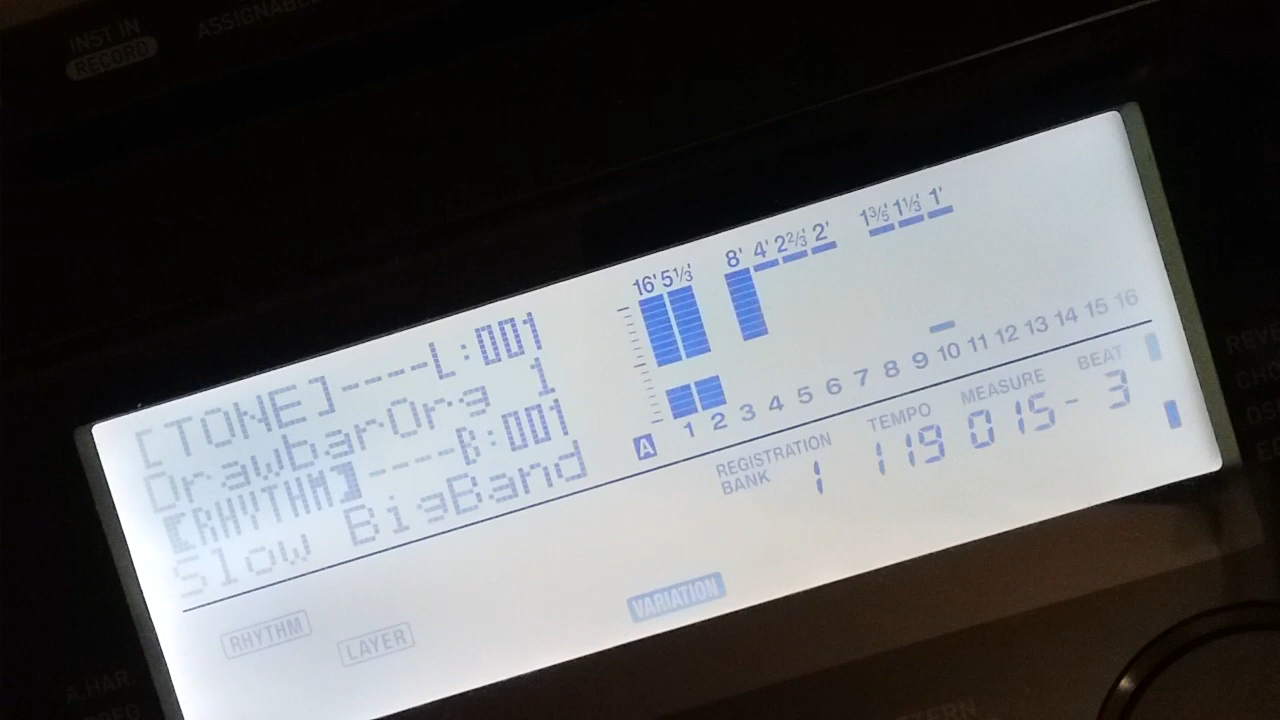 INST IN
RECORD
ASSIGNABLE
[TONE]----L:001
DrawbarOrg 1
[RHYTHM]----B:001
Slow BigBand
16' 5⅓' 8' 4' 2⅔' 2' 1⅗' 1⅓' 1'
A 1 2 3 4 5 6 7 8 9 10 11 12 13 14 15 16
REGISTRATION BANK 1
TEMPO 119
MEASURE 015 - BEAT 3
RHYTHM
LAYER
VARIATION
A.HAR.